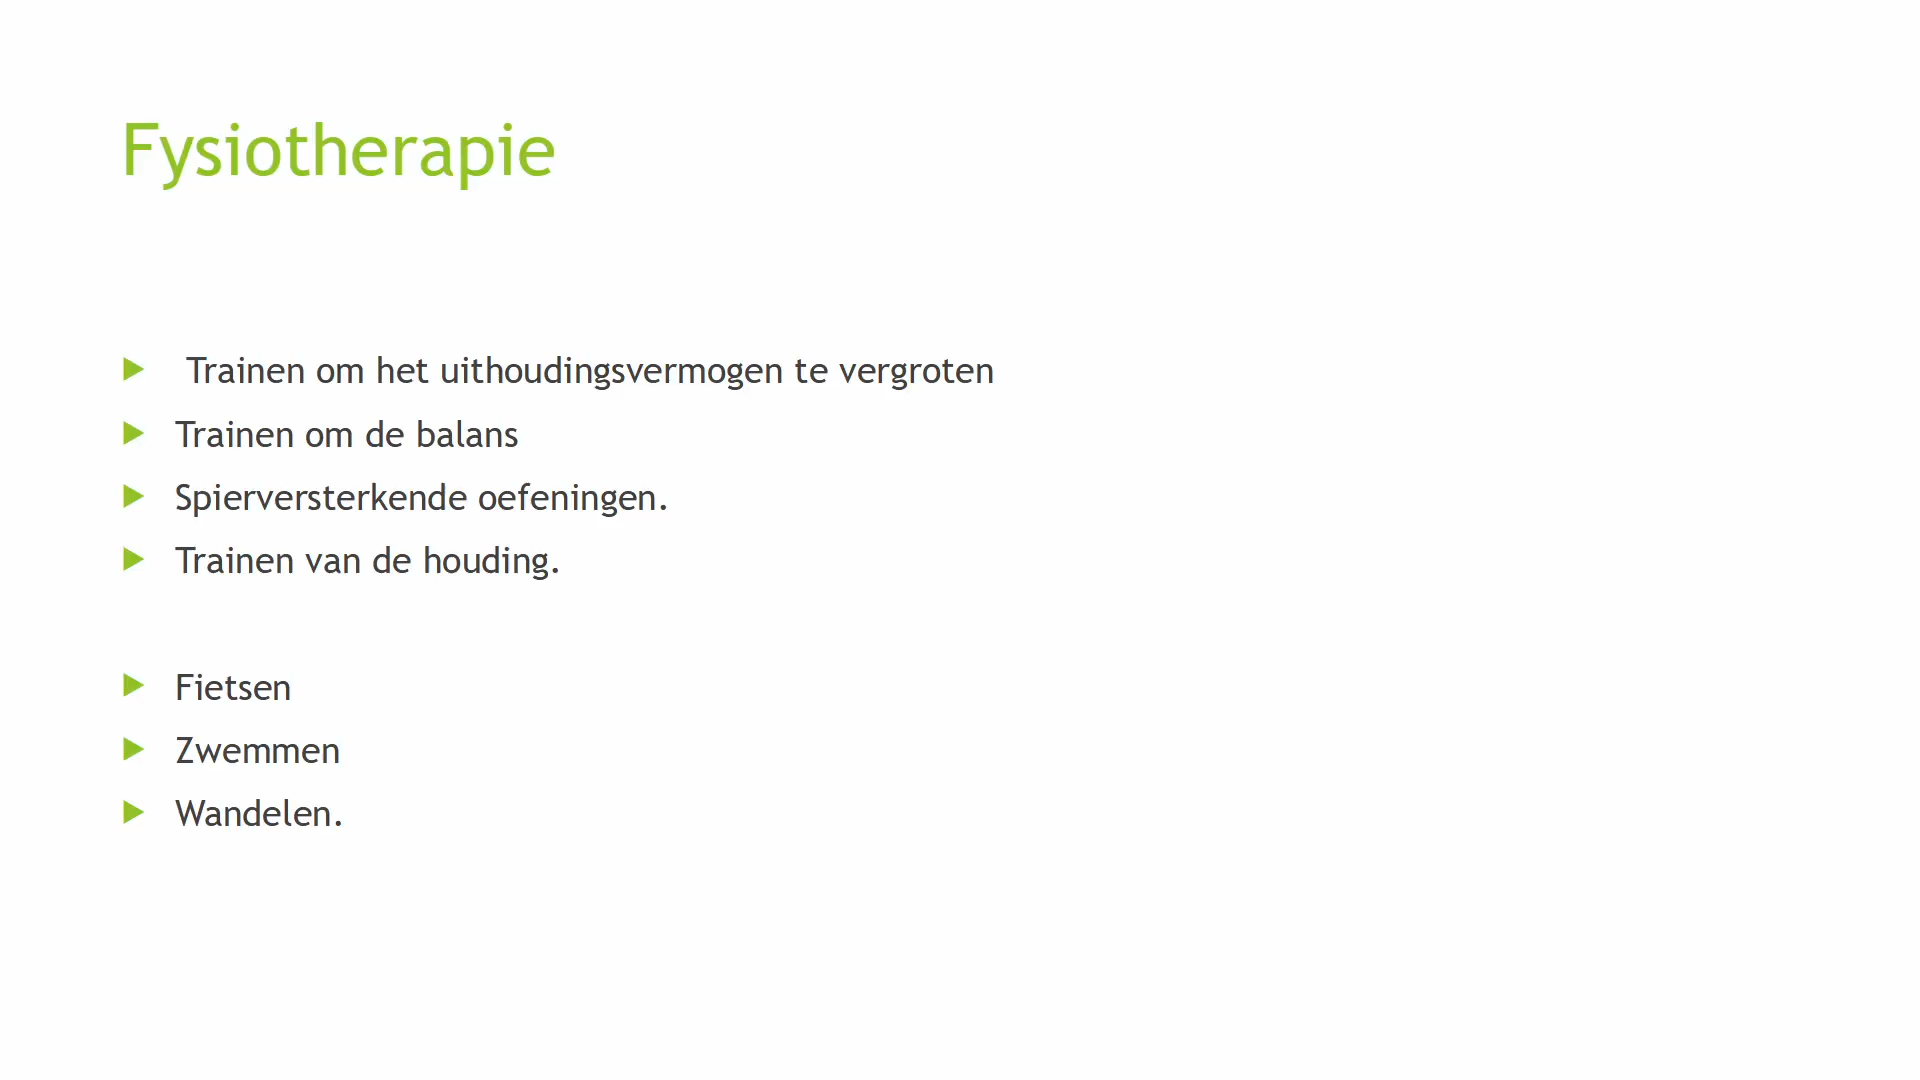 Fysiotherapie
Trainen om het uithoudingsvermogen te vergroten
Trainen om de balans
Spierversterkende oefeningen.
Trainen van de houding.
Fietsen
Zwemmen
Wandelen.